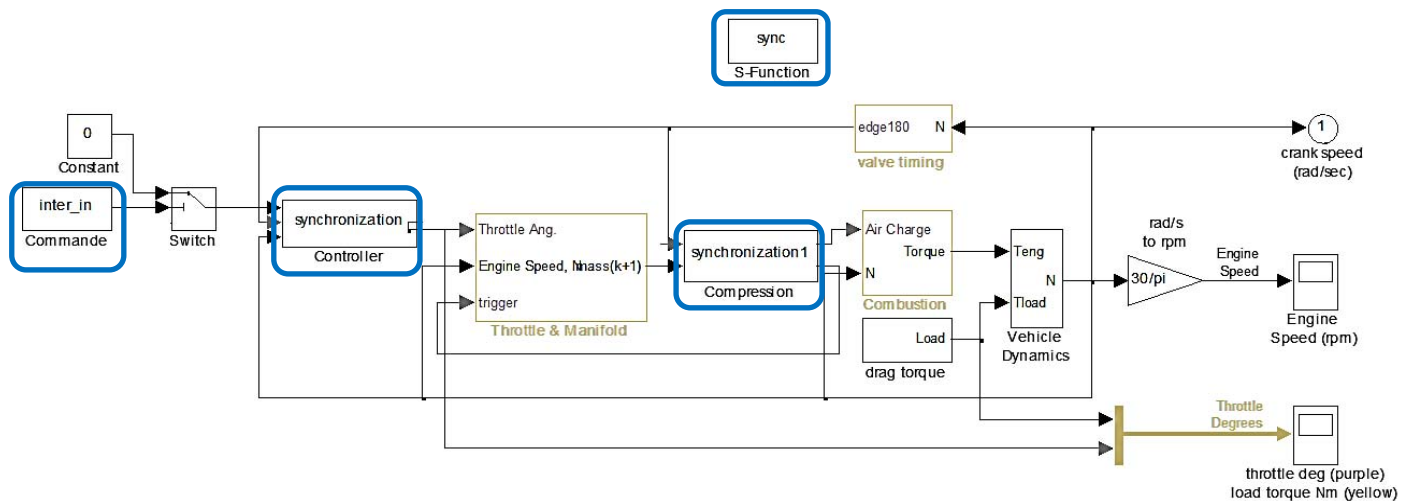 sync
S-Function
edge180 N
valve timing
1
crank speed
(rad/sec)
0
Constant
inter_in
Commande
Switch
synchronization
Controller
Throttle Ang.
Engine Speed, N
mass(k+1)
trigger
Throttle & Manifold
synchronization1
Compression
Air Charge
Torque
N
Combustion
Load
drag torque
Teng
N
Tload
Vehicle
Dynamics
rad/s
to rpm
30/pi
Engine
Speed
Engine
Speed (rpm)
Throttle
Degrees
throttle deg (purple)
load torque Nm (yellow)